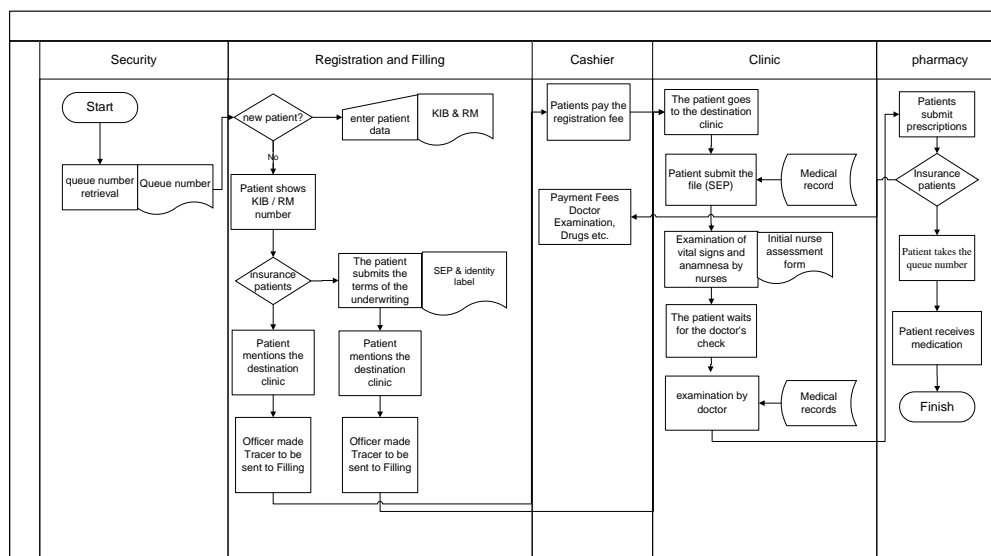 Security
Registration and Filling
Cashier
Clinic
pharmacy
Start
queue number
retrieval
Queue number
new patient?
enter patient
data
KIB & RM
No
Patient shows
KIB / RM
number
insurance
patients
The patient
submits the
terms of the
underwriting
SEP & identity
label
Patient
mentions the
destination
clinic
Patient
mentions the
destination
clinic
Officer made
Tracer to be
sent to Filling
Officer made
Tracer to be
sent to Filling
Patients pay the
registration fee
Payment Fees
Doctor
Examination,
Drugs etc.
The patient goes
to the destination
clinic
Patient submit the
file (SEP)
Medical
record
Examination of
vital signs and
anamnesa by
nurses
Initial nurse
assessment
form
The patient waits
for the doctor's
check
examination by
doctor
Medical
records
Patients
submit
prescriptions
Insurance
patients
Patient takes the
queue number
Patient receives
medication
Finish